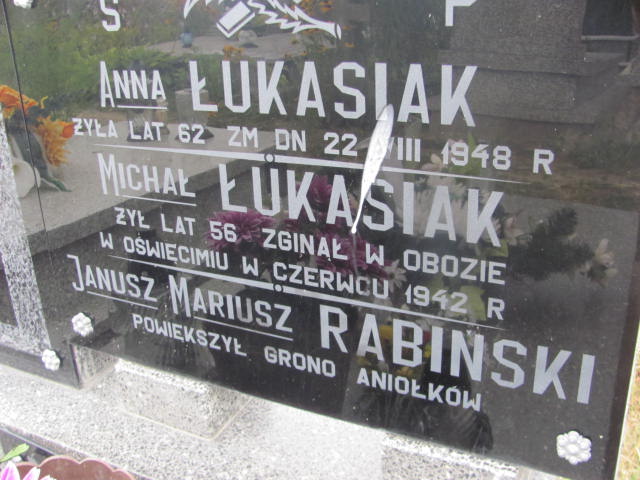 Ś P
ANNA ŁUKASIAK
ŻYŁA LAT 62 ZM DN 22 VIII 1948 R
MICHAŁ ŁUKASIAK
ŻYŁ LAT 56 ZGINĄŁ W OBOZIE
W OŚWIĘCIMIU W CZERWCU 1942 R
JANUSZ MARIUSZ RABIŃSKI
POWIĘKSZYŁ GRONO ANIOŁKÓW